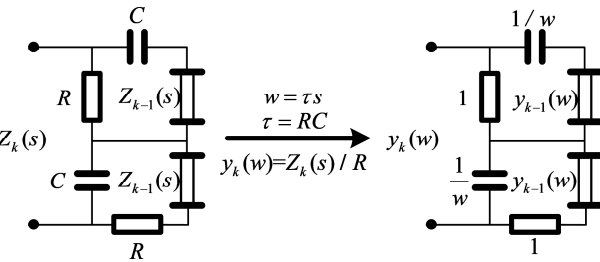 C
R
Z_{k-1}(s)
Z_k(s)
C
Z_{k-1}(s)
R
w = τs
τ = RC
y_k(w)=Z_k(s) / R
1 / w
1
y_{k-1}(w)
y_k(w)
1/w
y_{k-1}(w)
1